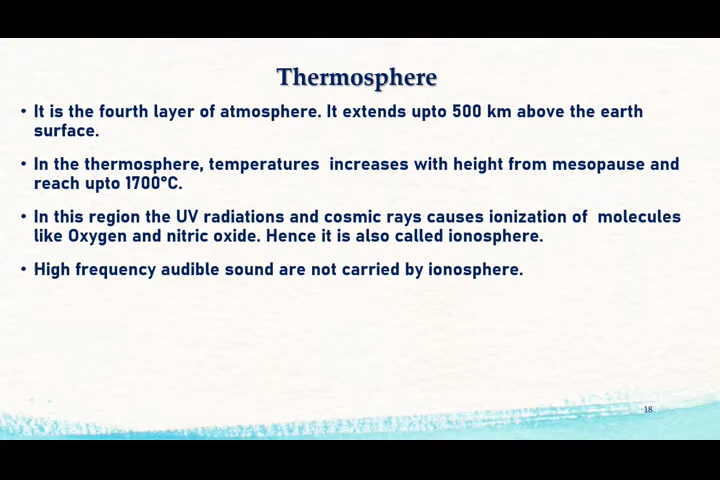 Thermosphere
• It is the fourth layer of atmosphere. It extends upto 500 km above the earth
surface.
• In the thermosphere, temperatures increases with height from mesopause and
reach upto 1700°C.
• In this region the UV radiations and cosmic rays causes ionization of molecules
like Oxygen and nitric oxide. Hence it is also called ionosphere.
• High frequency audible sound are not carried by ionosphere.
18